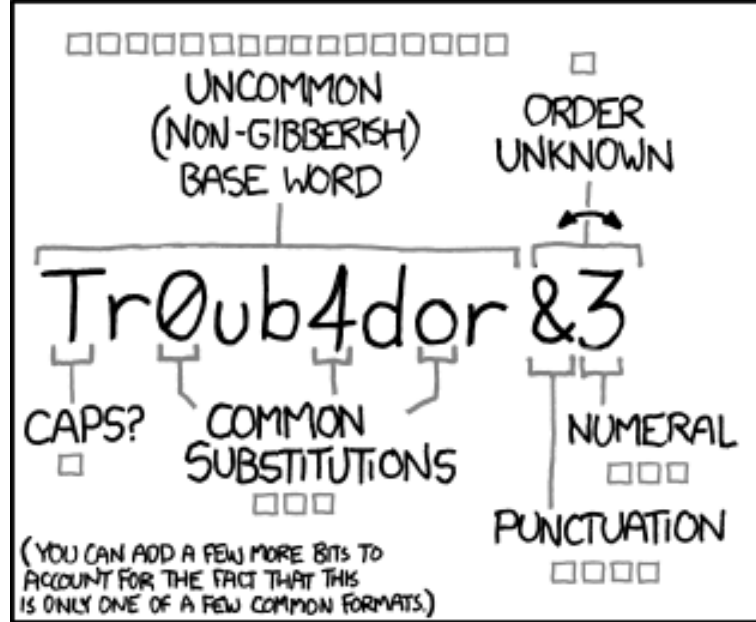 UNCOMMON
(NON-GIBBERISH)
BASE WORD
ORDER
UNKNOWN
Tr0ub4dor &3
CAPS?
COMMON
SUBSTITUTIONS
NUMERAL
PUNCTUATION
(YOU CAN ADD A FEW MORE BITS TO
ACCOUNT FOR THE FACT THAT THIS
IS ONLY ONE OF A FEW COMMON FORMATS.)